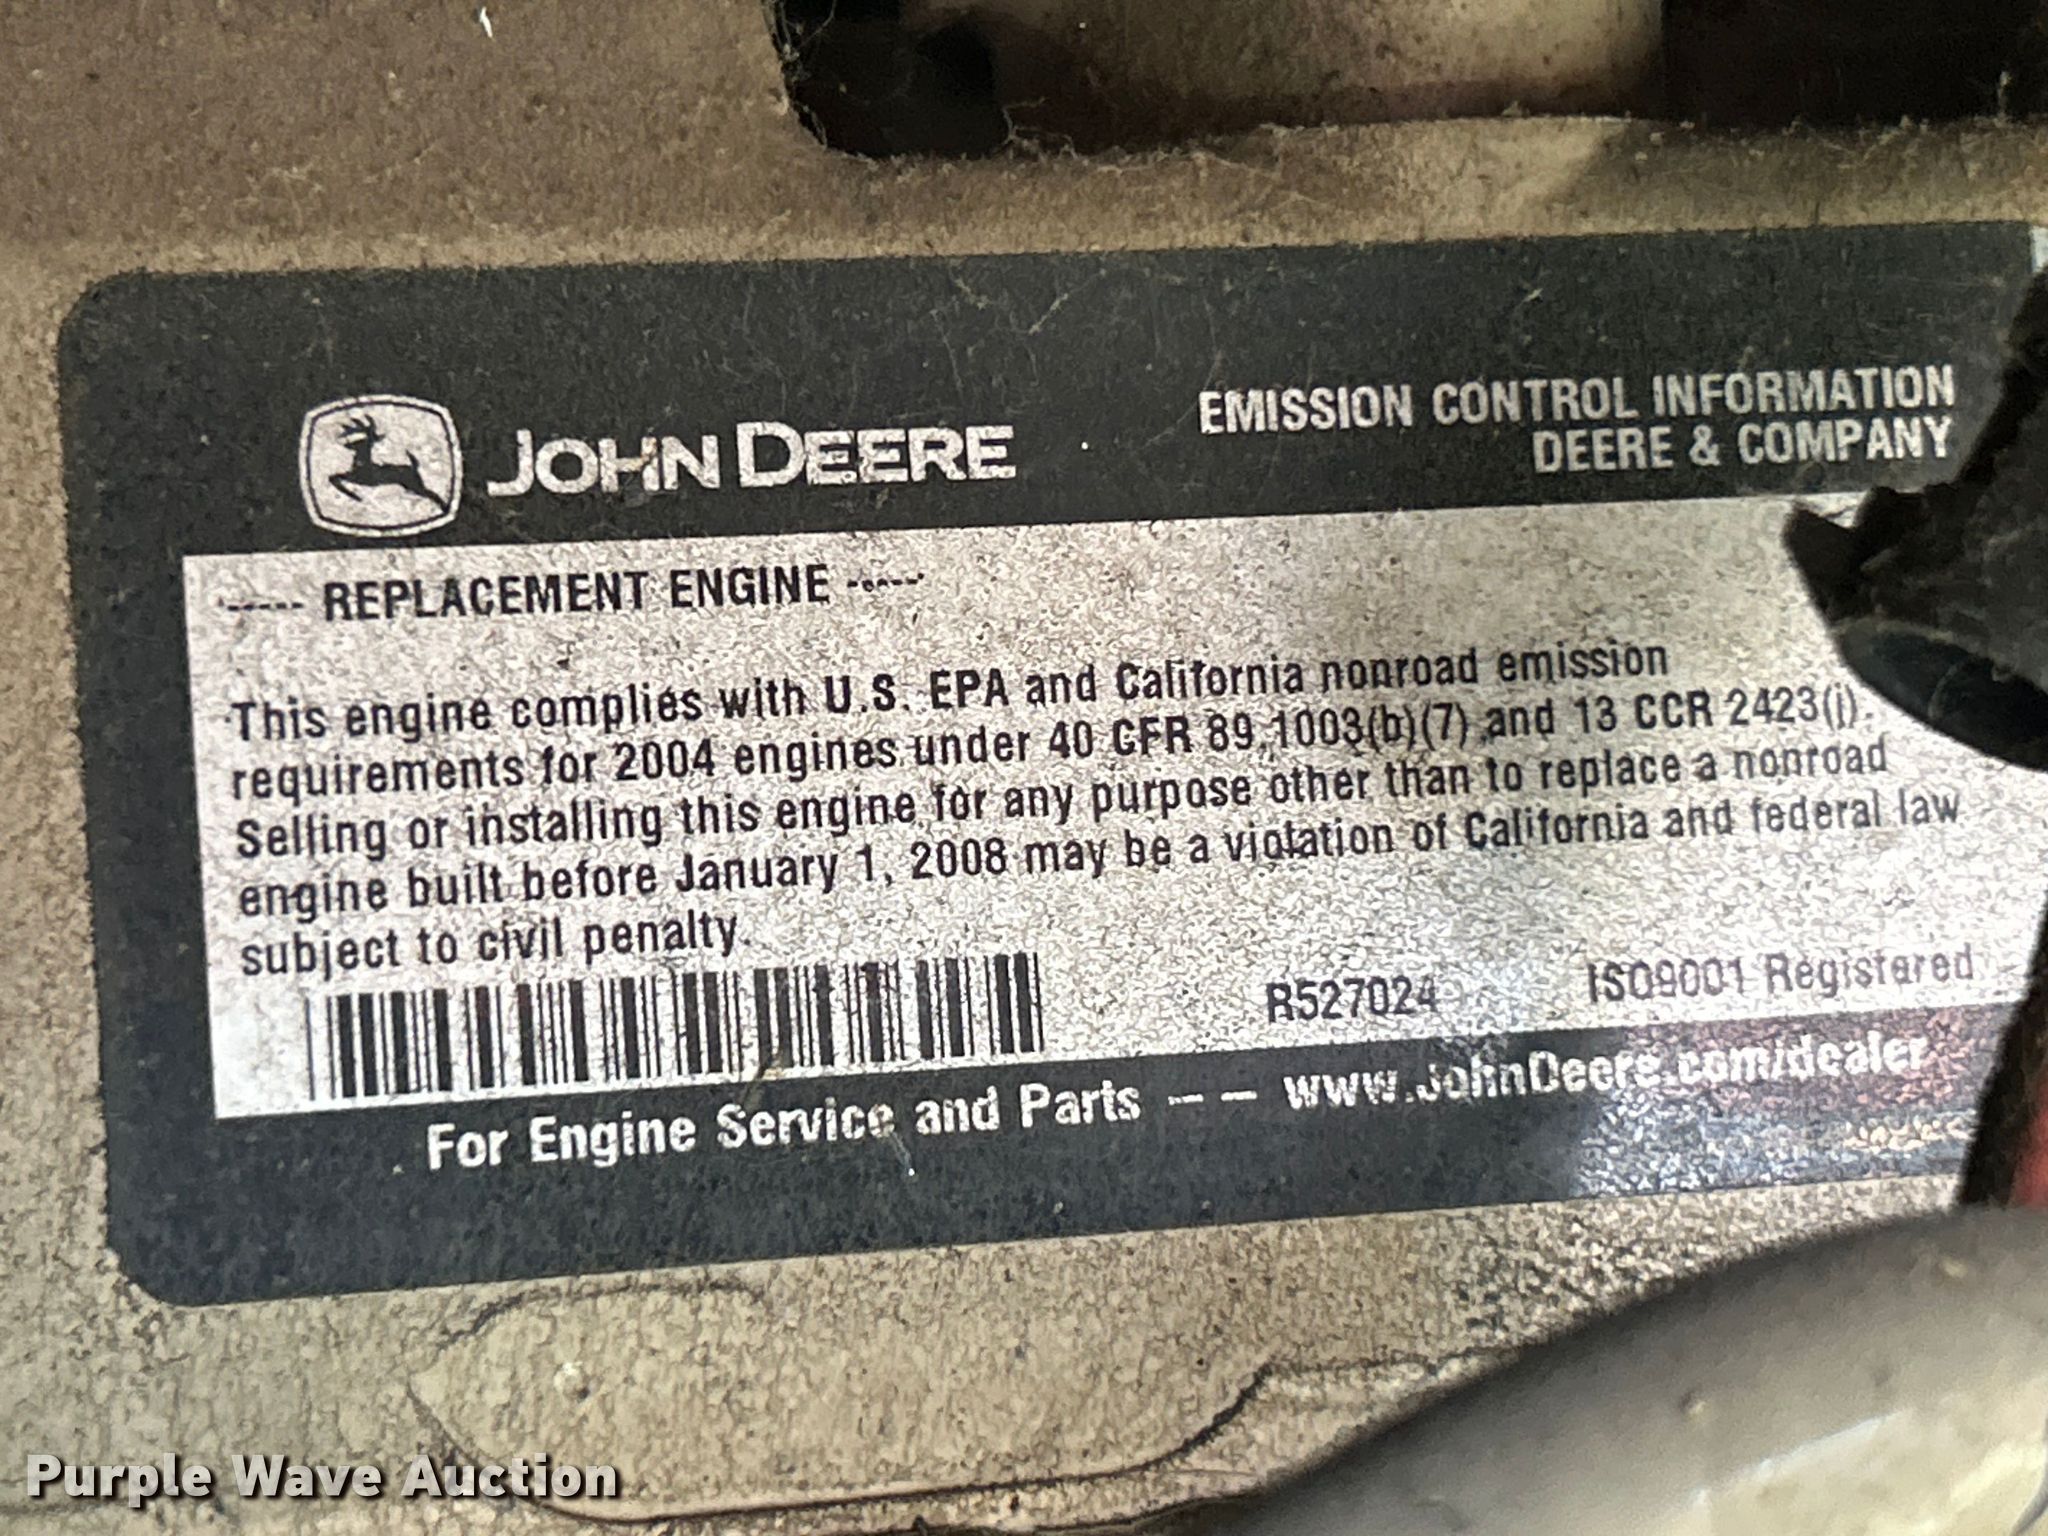 JOHN DEERE
EMISSION CONTROL INFORMATION
DEERE & COMPANY
----- REPLACEMENT ENGINE -----
This engine complies with U.S. EPA and California nonroad emission
requirements for 2004 engines under 40 CFR 89.1003(b)(7) and 13 CCR 2423(j).
Selling or installing this engine for any purpose other than to replace a nonroad
engine built before January 1, 2008 may be a violation of California and federal law
subject to civil penalty.
R527024
ISO9001 Registered
For Engine Service and Parts -- www.JohnDeere.com/dealer
Purple Wave Auction